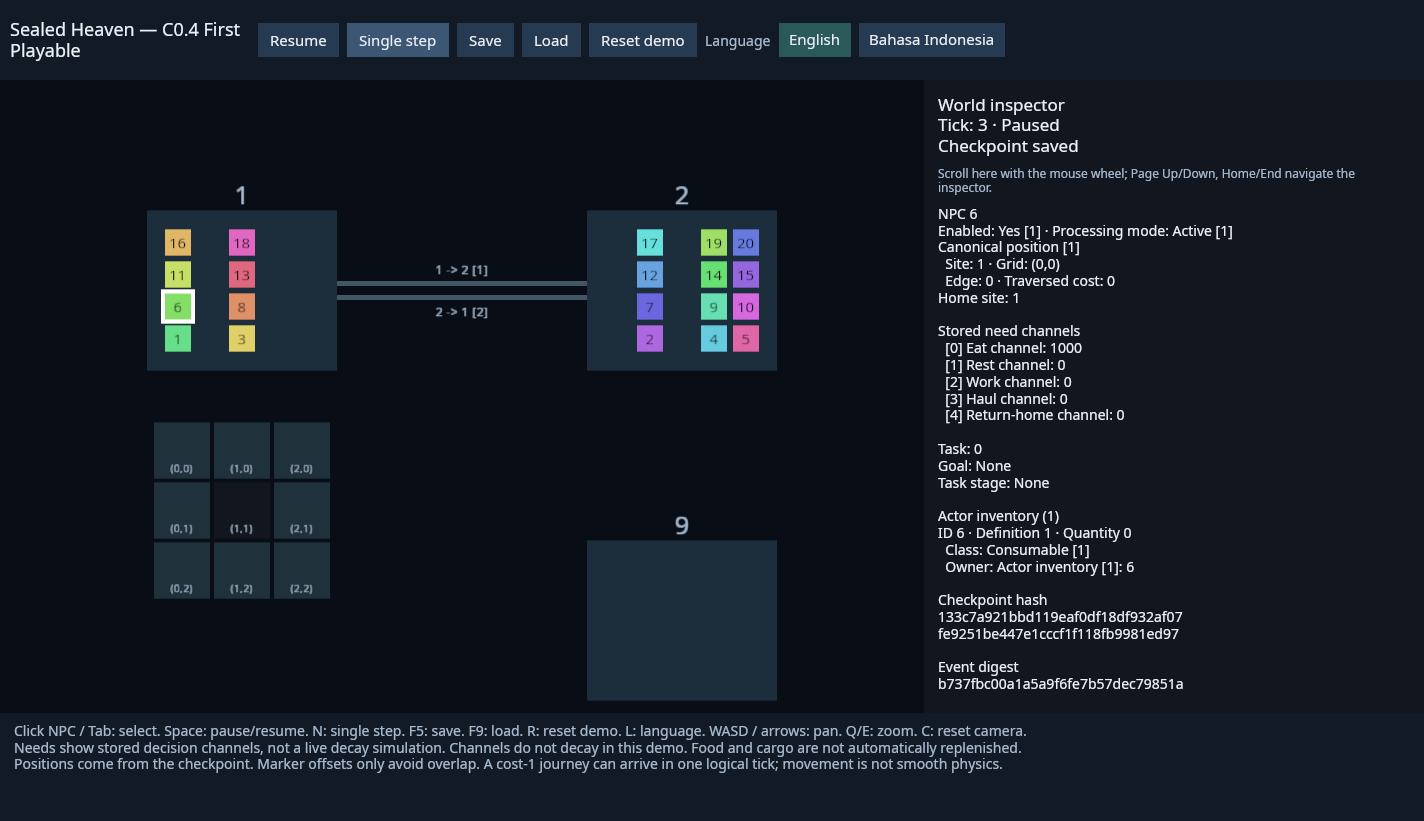 Sealed Heaven — C0.4 First
Playable
Resume
Single step
Save
Load
Reset demo
Language
English
Bahasa Indonesia
1
2
16
18
11
13
6
8
1
3
1 -> 2 [1]
2 -> 1 [2]
17
19
20
12
14
15
7
9
10
2
4
5
(0,0)
(1,0)
(2,0)
(0,1)
(1,1)
(2,1)
(0,2)
(1,2)
(2,2)
9
World inspector
Tick: 3 · Paused
Checkpoint saved
Scroll here with the mouse wheel; Page Up/Down, Home/End navigate the
inspector.
NPC 6
Enabled: Yes [1] · Processing mode: Active [1]
Canonical position [1]
Site: 1 · Grid: (0,0)
Edge: 0 · Traversed cost: 0
Home site: 1
Stored need channels
[0] Eat channel: 1000
[1] Rest channel: 0
[2] Work channel: 0
[3] Haul channel: 0
[4] Return-home channel: 0
Task: 0
Goal: None
Task stage: None
Actor inventory (1)
ID 6 · Definition 1 · Quantity 0
Class: Consumable [1]
Owner: Actor inventory [1]: 6
Checkpoint hash
133c7a921bbd119eaf0df18df932af07
fe9251be447e1cccf1f118fb9981ed97
Event digest
b737fbc00a1a5a9f6fe7b57dec79851a
Click NPC / Tab: select. Space: pause/resume. N: single step. F5: save. F9: load. R: reset demo. L: language. WASD / arrows: pan. Q/E: zoom. C: reset camera.
Needs show stored decision channels, not a live decay simulation. Channels do not decay in this demo. Food and cargo are not automatically replenished.
Positions come from the checkpoint. Marker offsets only avoid overlap. A cost-1 journey can arrive in one logical tick; movement is not smooth physics.